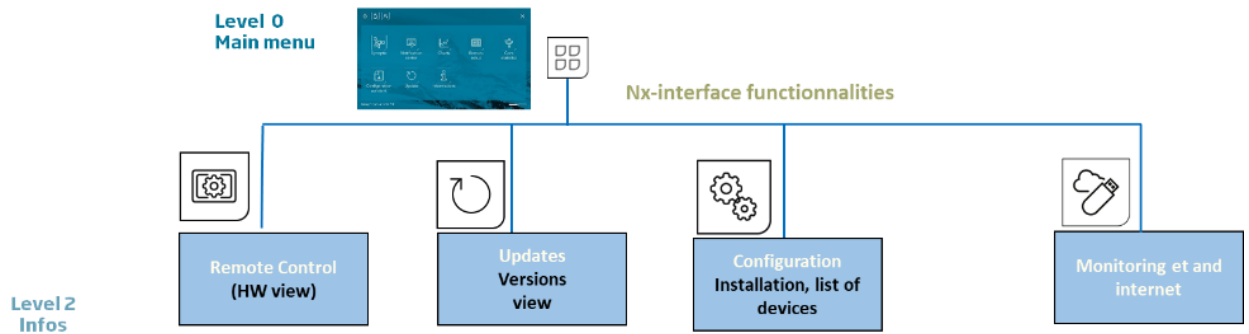 Level 0
Main menu
Nx-interface functionnalities
Remote Control
(HW view)
Updates
Versions
view
Configuration
Installation, list of
devices
Monitoring et and
internet
Level 2
Infos